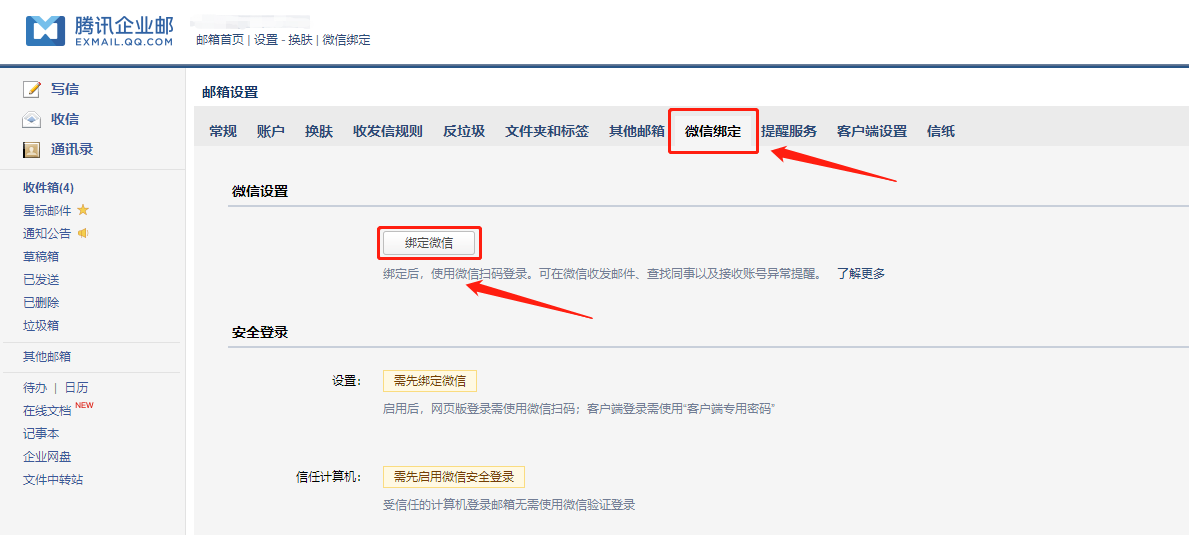 腾讯企业邮
EXMAIL.QQ.COM
邮箱首页 | 设置 - 换肤 | 微信绑定
写信
收信
通讯录
收件箱(4)
星标邮件
通知公告
草稿箱
已发送
已删除
垃圾箱
其他邮箱
待办 | 日历
在线文档 NEW
记事本
企业网盘
文件中转站
邮箱设置
常规 账户 换肤 收发信规则 反垃圾 文件夹和标签 其他邮箱 微信绑定 提醒服务 客户端设置 信纸
微信设置
绑定微信
绑定后，使用微信扫码登录。可在微信收发邮件、查找同事以及接收账号异常提醒。 了解更多
安全登录
设置： 需先绑定微信
启用后，网页版登录需使用微信扫码；客户端登录需使用“客户端专用密码”
信任计算机： 需先启用微信安全登录
受信任的计算机登录邮箱无需使用微信验证登录